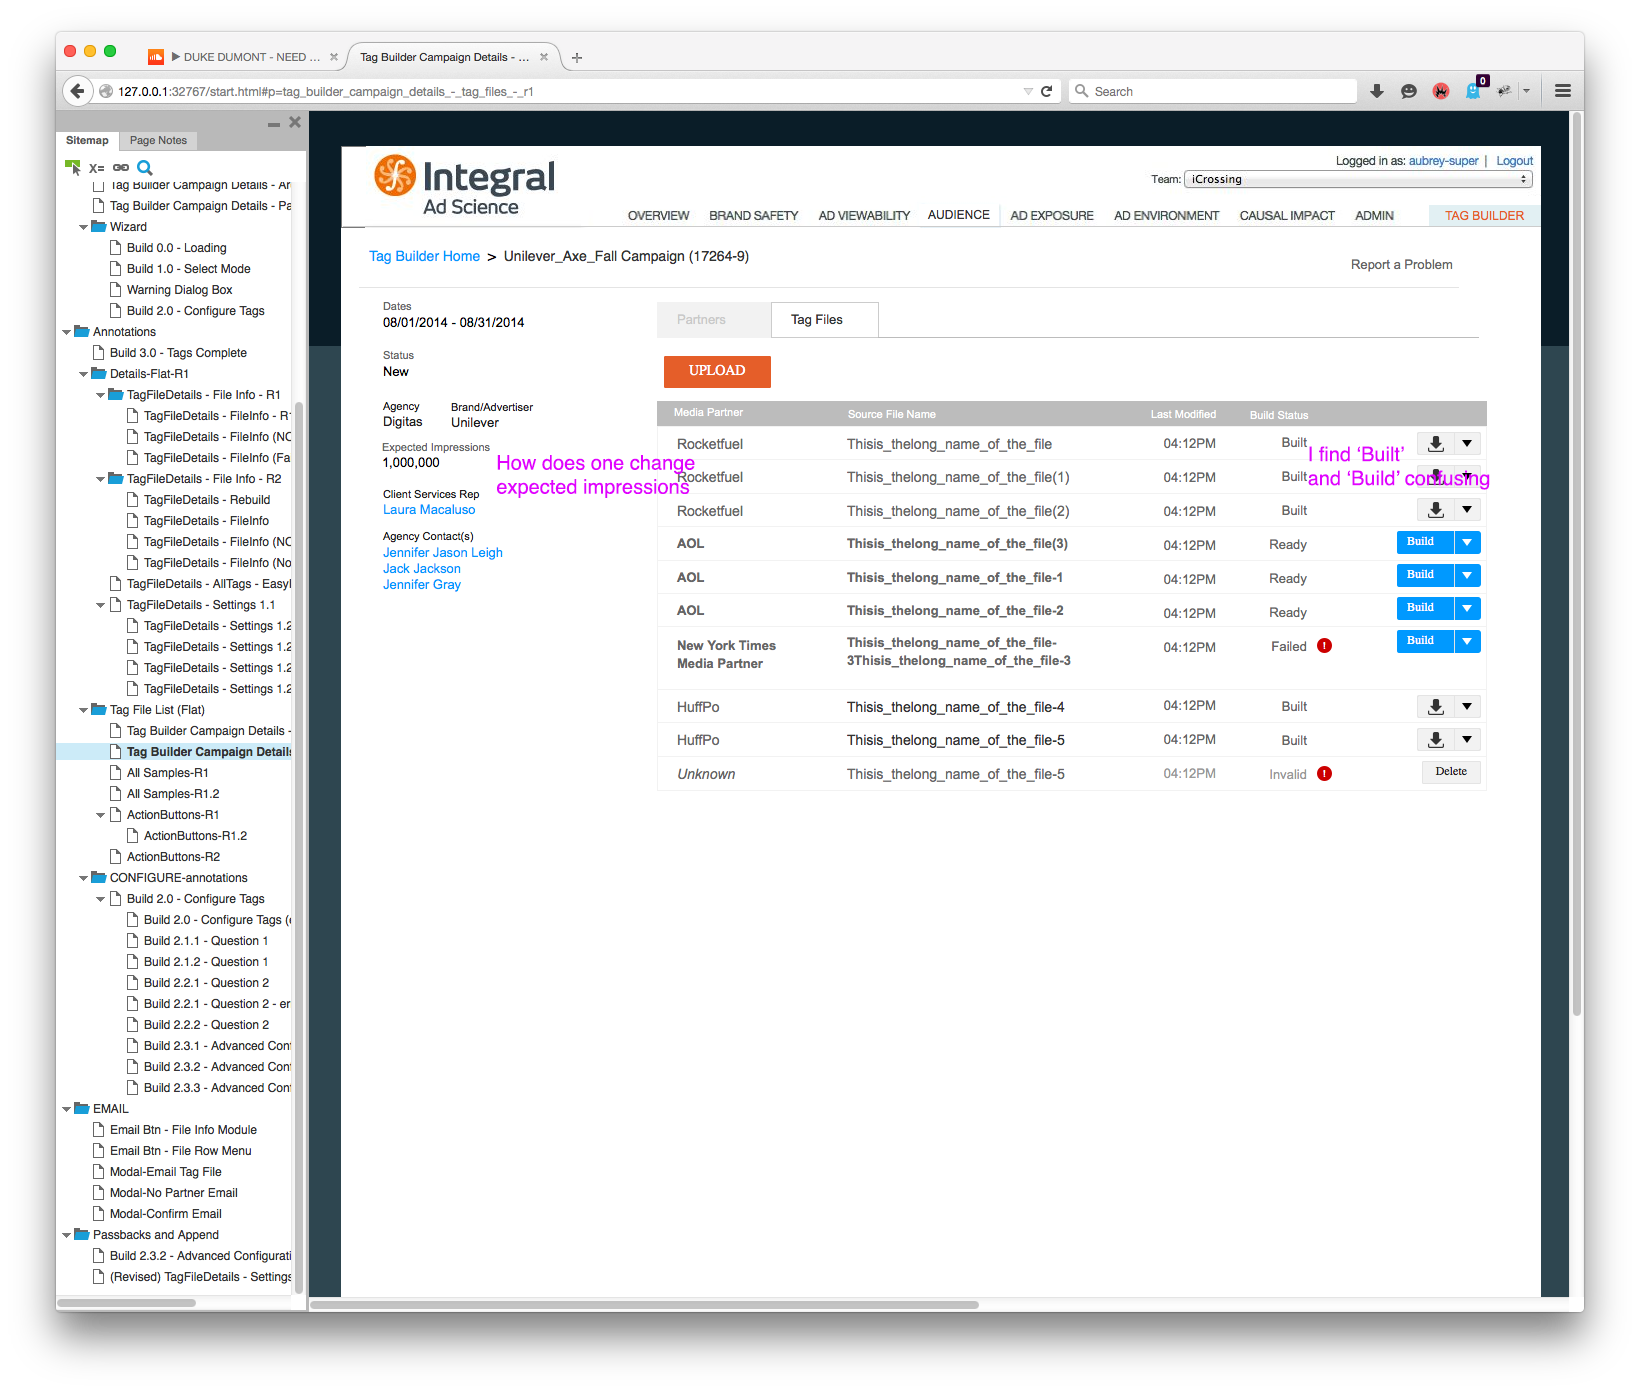 DUKE DUMONT - NEED ...
Tag Builder Campaign Details - ...
127.0.0.1:32767/start.html#p=tag_builder_campaign_details_-_tag_files_-_r1
Search
0
Sitemap
Page Notes
X=
Tag Builder Campaign Details - Ar
Tag Builder Campaign Details - Pa
Wizard
Build 0.0 - Loading
Build 1.0 - Select Mode
Warning Dialog Box
Build 2.0 - Configure Tags
Annotations
Build 3.0 - Tags Complete
Details-Flat-R1
TagFileDetails - File Info - R1
TagFileDetails - FileInfo - R1
TagFileDetails - FileInfo (NO
TagFileDetails - FileInfo (Fa
TagFileDetails - File Info - R2
TagFileDetails - Rebuild
TagFileDetails - FileInfo
TagFileDetails - FileInfo (NO
TagFileDetails - FileInfo (No
TagFileDetails - AllTags - Easyl
TagFileDetails - Settings 1.1
TagFileDetails - Settings 1.2
TagFileDetails - Settings 1.2
TagFileDetails - Settings 1.2
TagFileDetails - Settings 1.2
Tag File List (Flat)
Tag Builder Campaign Details -
Tag Builder Campaign Details
All Samples-R1
All Samples-R1.2
ActionButtons-R1
ActionButtons-R1.2
ActionButtons-R2
CONFIGURE-annotations
Build 2.0 - Configure Tags
Build 2.0 - Configure Tags (
Build 2.1.1 - Question 1
Build 2.1.2 - Question 1
Build 2.2.1 - Question 2
Build 2.2.1 - Question 2 - er
Build 2.2.2 - Question 2
Build 2.3.1 - Advanced Conf
Build 2.3.2 - Advanced Conf
Build 2.3.3 - Advanced Conf
EMAIL
Email Btn - File Info Module
Email Btn - File Row Menu
Modal-Email Tag File
Modal-No Partner Email
Modal-Confirm Email
Passbacks and Append
Build 2.3.2 - Advanced Configurati
(Revised) TagFileDetails - Settings
Integral
Ad Science
Logged in as: aubrey-super | Logout
Team: iCrossing
OVERVIEW BRAND SAFETY AD VIEWABILITY AUDIENCE AD EXPOSURE AD ENVIRONMENT CAUSAL IMPACT ADMIN TAG BUILDER
Tag Builder Home > Unilever_Axe_Fall Campaign (17264-9)
Report a Problem
Dates
08/01/2014 - 08/31/2014
Status
New
Agency Brand/Advertiser
Digitas Unilever
Expected Impressions
1,000,000
How does one change
expected impressions
Client Services Rep
Laura Macaluso
Agency Contact(s)
Jennifer Jason Leigh
Jack Jackson
Jennifer Gray
Partners
Tag Files
UPLOAD
Media Partner Source File Name Last Modified Build Status
Rocketfuel Thisis_thelong_name_of_the_file 04:12PM Built
I find ‘Built’
and ‘Build’ confusing
Rocketfuel Thisis_thelong_name_of_the_file(1) 04:12PM Built
Rocketfuel Thisis_thelong_name_of_the_file(2) 04:12PM Built
AOL Thisis_thelong_name_of_the_file(3) 04:12PM Ready Build
AOL Thisis_thelong_name_of_the_file-1 04:12PM Ready Build
AOL Thisis_thelong_name_of_the_file-2 04:12PM Ready Build
New York Times Thisis_thelong_name_of_the_file- 04:12PM Failed ! Build
Media Partner 3Thisis_thelong_name_of_the_file-3
HuffPo Thisis_thelong_name_of_the_file-4 04:12PM Built
HuffPo Thisis_thelong_name_of_the_file-5 04:12PM Built
Unknown Thisis_thelong_name_of_the_file-5 04:12PM Invalid ! Delete